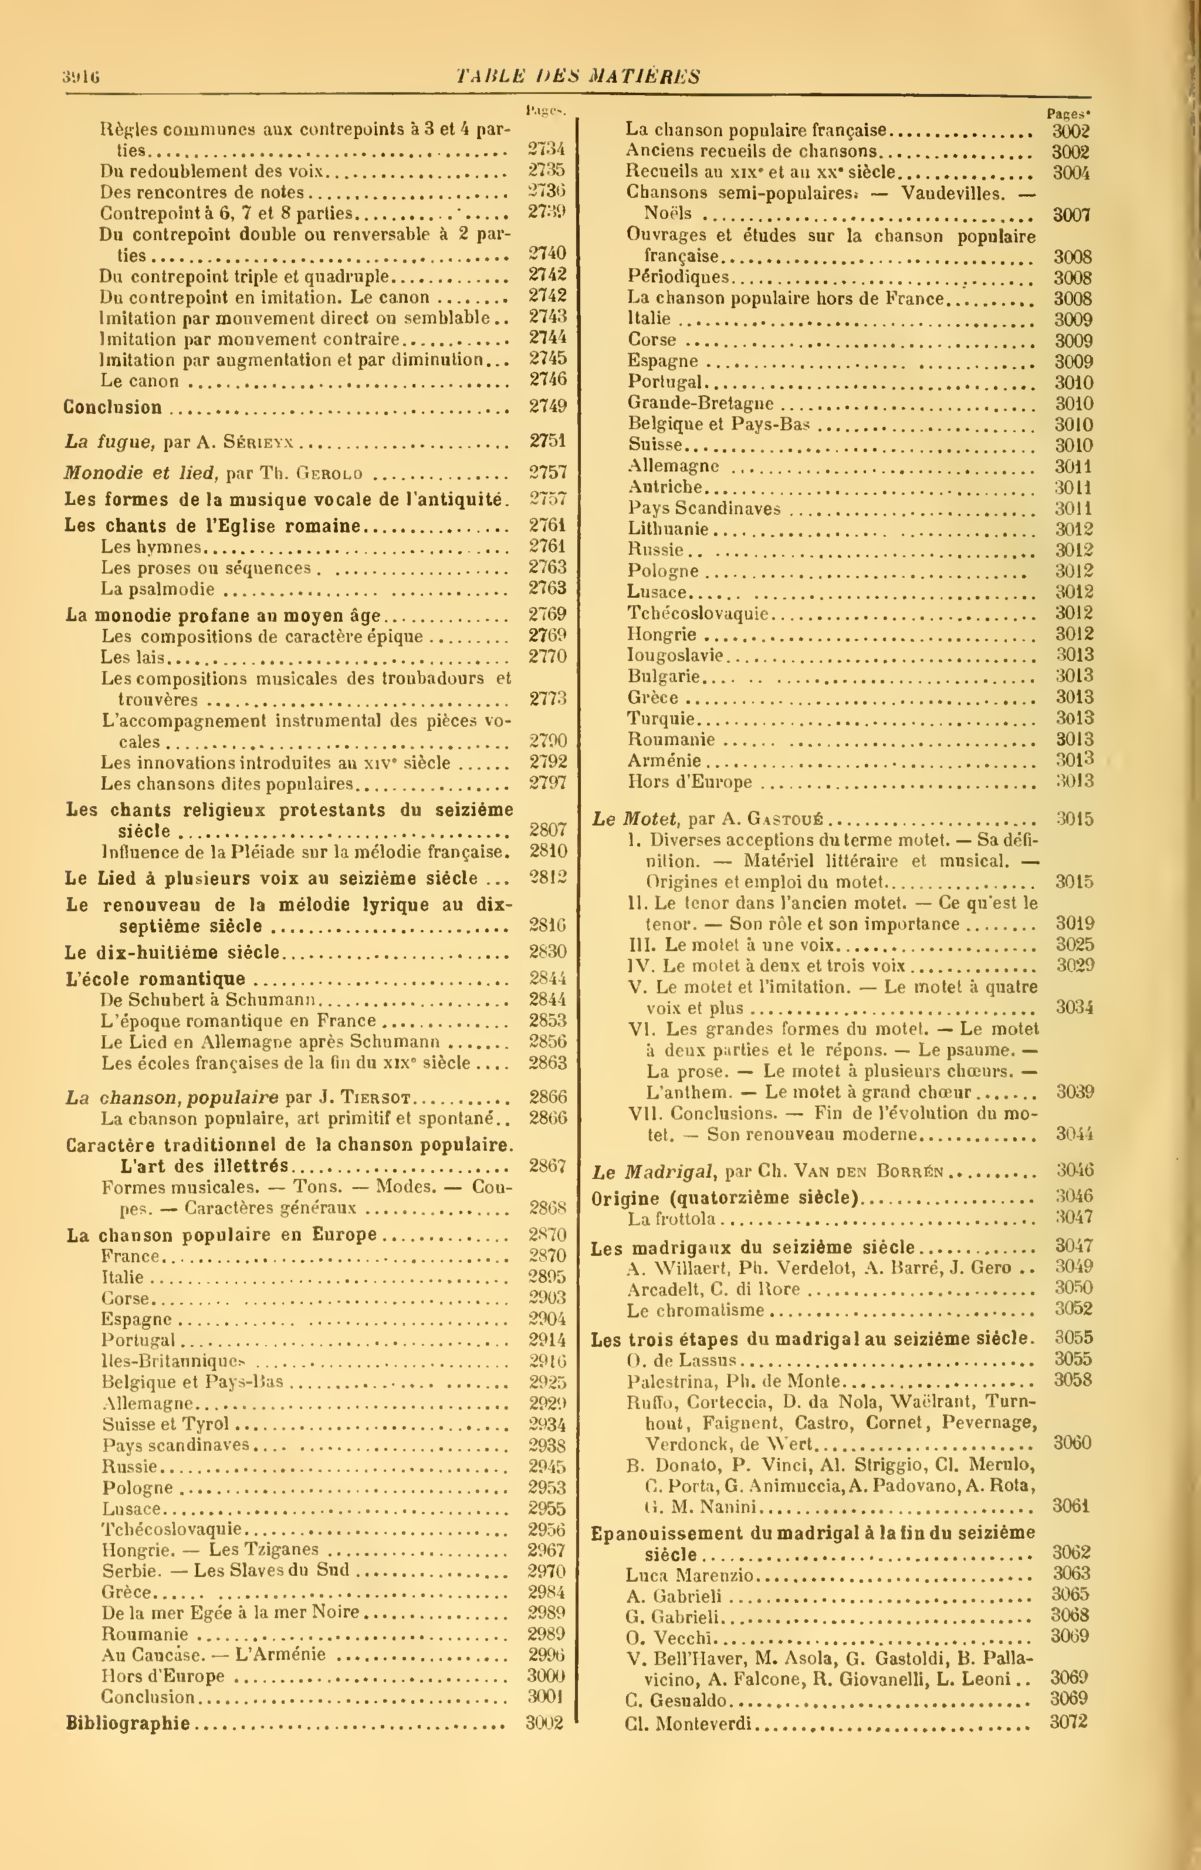 3916 TABLE DES MATIÈRES
Pages.
Règles communes aux contrepoints à 3 et 4 par-
ties........ 2734
Du redoublement des voix........ 2735
Des rencontres de notes........ 2736
Contrepoint à 6, 7 et 8 parties........ 2739
Du contrepoint double ou renversable à 2 par-
ties........ 2740
Du contrepoint triple et quadruple........ 2742
Du contrepoint en imitation. Le canon........ 2742
Imitation par mouvement direct ou semblable.. 2743
Imitation par mouvement contraire........ 2744
Imitation par augmentation et par diminution... 2745
Le canon........ 2746
Conclusion........ 2749
La fugue, par A. SÉRIEYX........ 2751
Monodie et lied, par Th. GEROLD........ 2757
Les formes de la musique vocale de l'antiquité. 2757
Les chants de l'Eglise romaine........ 2761
Les hymnes........ 2761
Les proses ou séquences........ 2763
La psalmodie........ 2763
La monodie profane au moyen âge........ 2769
Les compositions de caractère épique........ 2769
Les lais........ 2770
Les compositions musicales des troubadours et
trouvères........ 2773
L'accompagnement instrumental des pièces vo-
cales........ 2790
Les innovations introduites au XIVe siècle...... 2792
Les chansons dites populaires........ 2797
Les chants religieux protestants du seizième
siècle........ 2807
Influence de la Pléiade sur la mélodie française. 2810
Le Lied à plusieurs voix au seizième siècle... 2812
Le renouveau de la mélodie lyrique au dix-
septième siècle........ 2816
Le dix-huitième siècle........ 2830
L'école romantique........ 2844
De Schubert à Schumann........ 2844
L'époque romantique en France........ 2853
Le Lied en Allemagne après Schumann....... 2856
Les écoles françaises de la fin du XIXe siècle.... 2863
La chanson, populaire par J. TIERSOT........ 2866
La chanson populaire, art primitif et spontané.. 2866
Caractère traditionnel de la chanson populaire.
L'art des illettrés........ 2867
Formes musicales. — Tons. — Modes. — Cou-
pes. — Caractères généraux........ 2868
La chanson populaire en Europe........ 2870
France........ 2870
Italie........ 2895
Corse........ 2903
Espagne........ 2904
Portugal........ 2914
Iles-Britanniques........ 2916
Belgique et Pays-Bas........ 2925
Allemagne........ 2929
Suisse et Tyrol........ 2934
Pays scandinaves........ 2938
Russie........ 2945
Pologne........ 2953
Lusace........ 2955
Tchécoslovaquie........ 2956
Hongrie. — Les Tziganes........ 2967
Serbie. — Les Slaves du Sud........ 2970
Grèce........ 2984
De la mer Egée à la mer Noire........ 2989
Roumanie........ 2989
Au Caucase. — L'Arménie........ 2996
Hors d'Europe........ 3000
Conclusion........ 3001
Bibliographie........ 3002
Pages.
La chanson populaire française........ 3002
Anciens recueils de chansons........ 3002
Recueils au XIXe et au XXe siècle........ 3004
Chansons semi-populaires. — Vaudevilles. —
Noëls........ 3007
Ouvrages et études sur la chanson populaire
française........ 3008
Périodiques........ 3008
La chanson populaire hors de France........ 3008
Italie........ 3009
Corse........ 3009
Espagne........ 3009
Portugal........ 3010
Grande-Bretagne........ 3010
Belgique et Pays-Bas........ 3010
Suisse........ 3010
Allemagne........ 3011
Autriche........ 3011
Pays Scandinaves........ 3011
Lithuanie........ 3012
Russie........ 3012
Pologne........ 3012
Lusace........ 3012
Tchécoslovaquie........ 3012
Hongrie........ 3012
Iougoslavie........ 3013
Bulgarie........ 3013
Grèce........ 3013
Turquie........ 3013
Roumanie........ 3013
Arménie........ 3013
Hors d'Europe........ 3013
Le Motet, par A. GASTOUÉ........ 3015
I. Diverses acceptions du terme motet. — Sa défi-
nition. — Matériel littéraire et musical. —
Origines et emploi du motet........ 3015
II. Le tenor dans l'ancien motet. — Ce qu'est le
tenor. — Son rôle et son importance........ 3019
III. Le motet à une voix........ 3025
IV. Le motet à deux et trois voix........ 3029
V. Le motet et l'imitation. — Le motet à quatre
voix et plus........ 3034
VI. Les grandes formes du motet. — Le motet
à deux parties et le répons. — Le psaume. —
La prose. — Le motet à plusieurs chœurs. —
L'anthem. — Le motet à grand chœur....... 3039
VII. Conclusions. — Fin de l'évolution du mo-
tet. — Son renouveau moderne........ 3044
Le Madrigal, par Ch. VAN DEN BORRÉN........ 3046
Origine (quatorzième siècle)........ 3046
La frottola........ 3047
Les madrigaux du seizième siècle........ 3047
A. Willaert, Ph. Verdelot, A. Barré, J. Gero.. 3049
Arcadelt, C. di Rore........ 3050
Le chromatisme........ 3052
Les trois étapes du madrigal au seizième siècle. 3055
O. de Lassus........ 3055
Palestrina, Ph. de Monte........ 3058
Ruffo, Corteccia, D. da Nola, Waëlrant, Turn-
hout, Faignent, Castro, Cornet, Pevernage,
Verdonck, de Wert........ 3060
B. Donato, P. Vinci, Al. Striggio, Cl. Merulo,
C. Porta, G. Animuccia, A. Padovano, A. Rota,
G. M. Nanini........ 3061
Epanouissement du madrigal à la fin du seizième
siècle........ 3062
Luca Marenzio........ 3063
A. Gabrieli........ 3065
G. Gabrieli........ 3068
O. Vecchi........ 3069
V. Bell'Haver, M. Asola, G. Gastoldi, B. Palla-
vicino, A. Falcone, R. Giovanelli, L. Leoni.. 3069
C. Gesualdo........ 3069
Cl. Monteverdi........ 3072